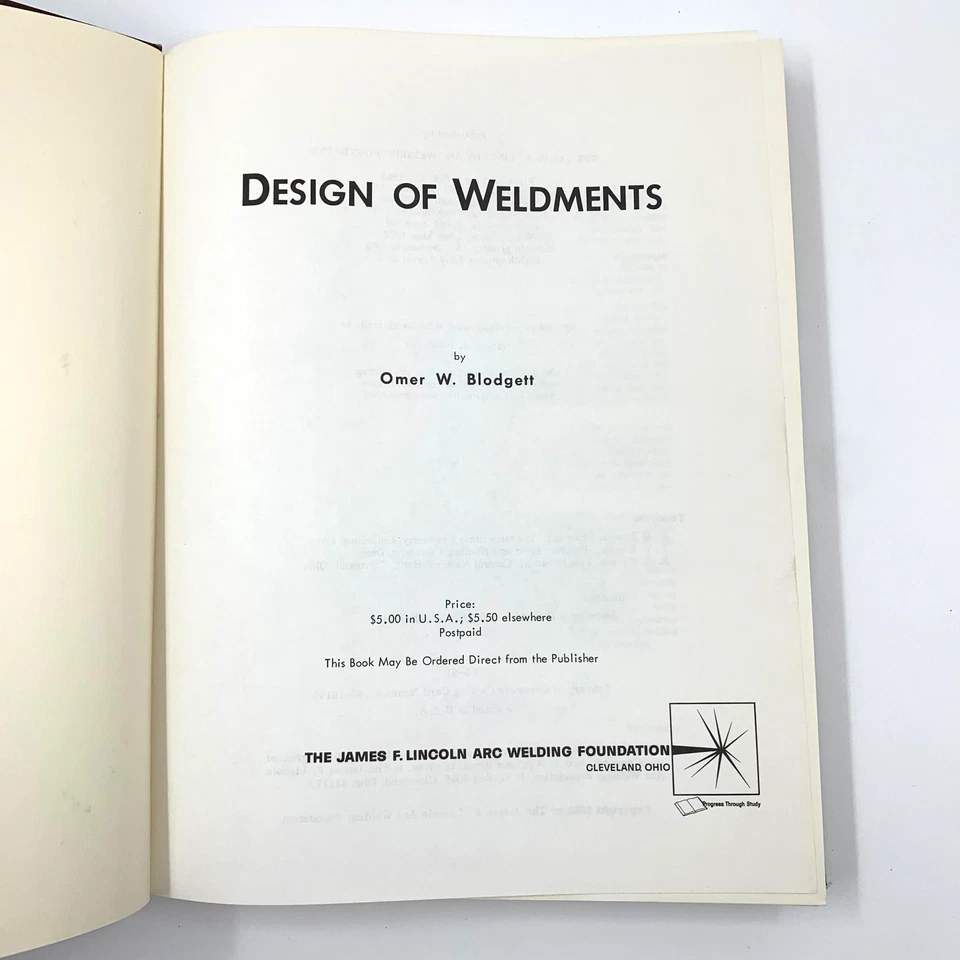 DESIGN OF WELDMENTS
by
Omer W. Blodgett
Price:
$5.00 in U.S.A.; $5.50 elsewhere
Postpaid
This Book May Be Ordered Direct from the Publisher
THE JAMES F. LINCOLN ARC WELDING FOUNDATION
CLEVELAND, OHIO
Progress Through Study